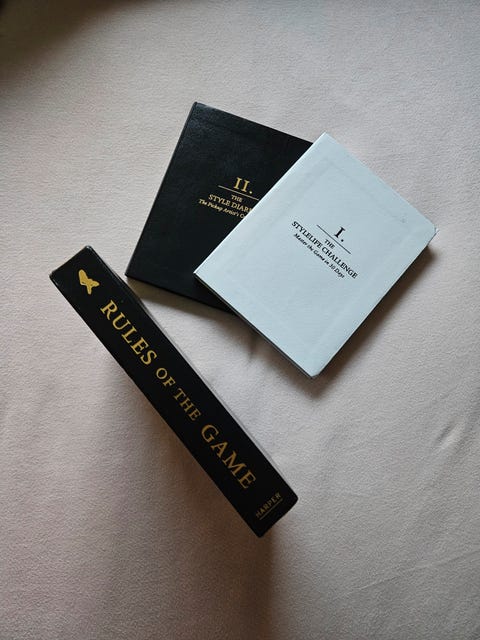 II.
THE
STYLE DIAR
The Pickup Artist's C
I.
THE
STYLELIFE CHALLENGE
Master the Game in 30 Days
RULES OF THE GAME
HARPER